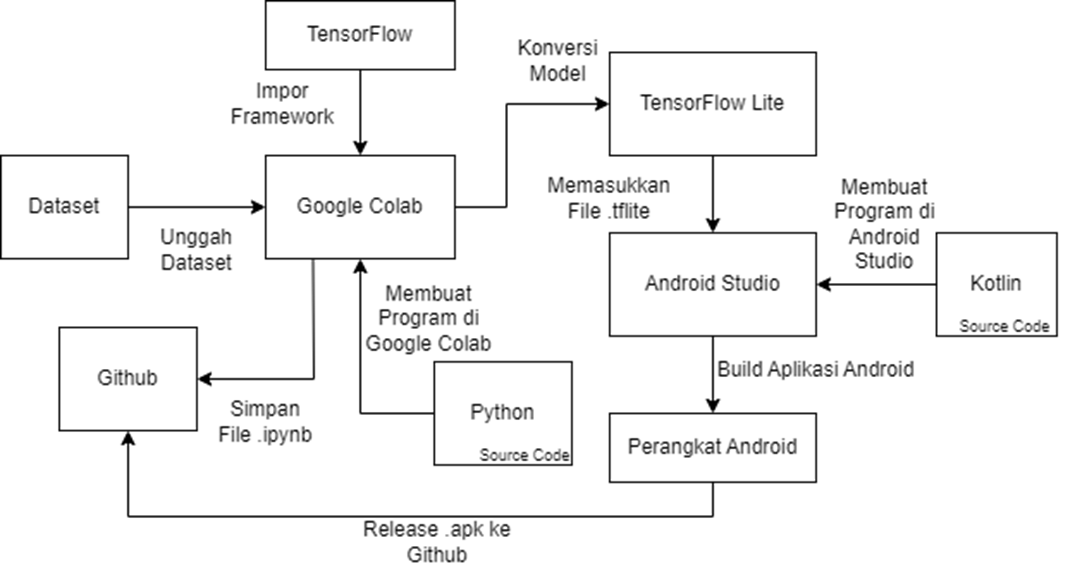 TensorFlow
Impor
Framework
Konversi
Model
TensorFlow Lite
Dataset
Unggah
Dataset
Google Colab
Memasukkan
File .tflite
Membuat
Program di
Android
Studio
Android Studio
Kotlin
Source Code
Membuat
Program di
Google Colab
Github
Simpan
File .ipynb
Python
Source Code
Build Aplikasi Android
Perangkat Android
Release .apk ke
Github